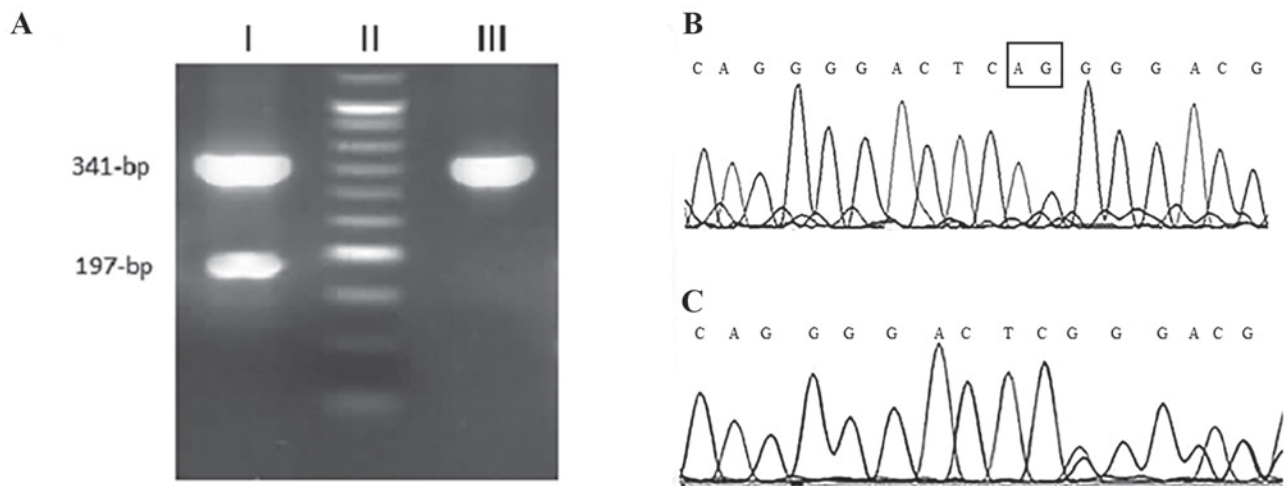 A
I II III
341-bp
197-bp
B
C A G G G G A C T C A G G G G A C G
C
C A G G G G A C T C G G G A C G